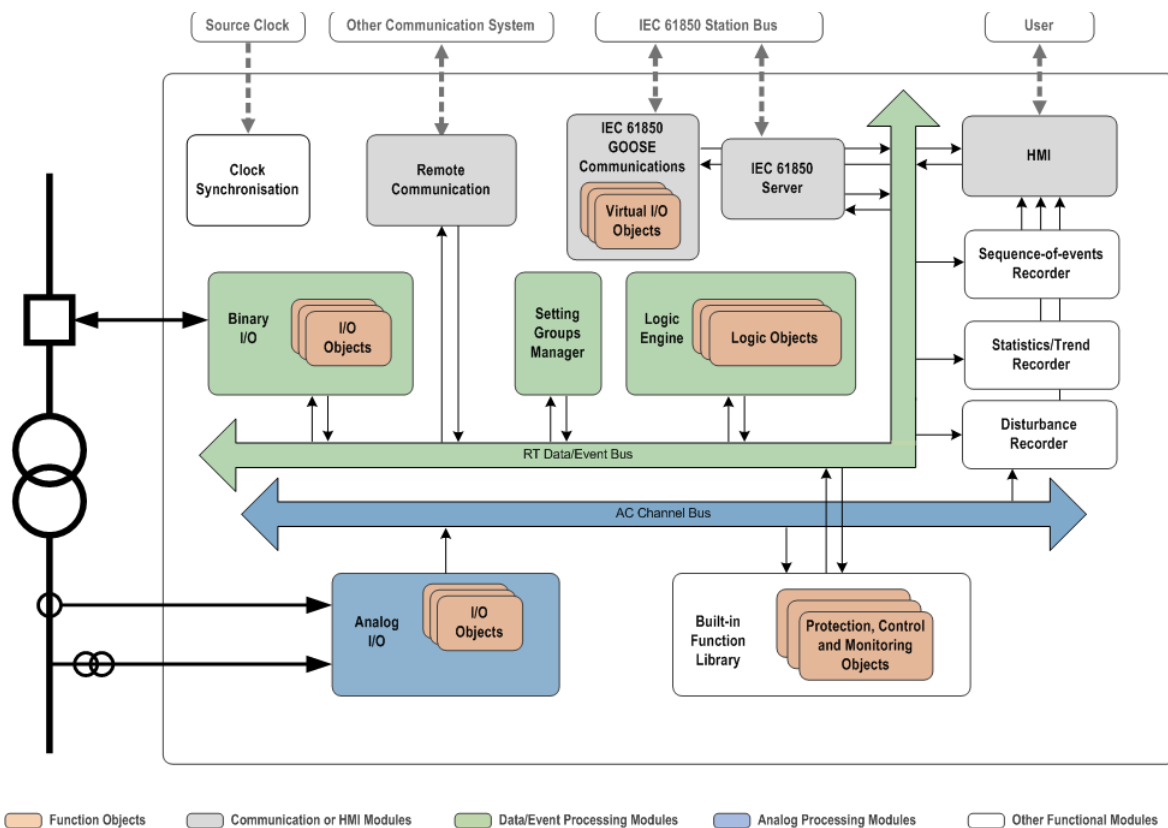 Source Clock
Other Communication System
IEC 61850 Station Bus
User
Clock
Synchronisation
Remote
Communication
IEC 61850
GOOSE
Communications
Virtual I/O
Objects
IEC 61850
Server
HMI
Binary
I/O
I/O
Objects
Setting
Groups
Manager
Logic
Engine
Logic Objects
Sequence-of-events
Recorder
Statistics/Trend
Recorder
Disturbance
Recorder
RT Data/Event Bus
AC Channel Bus
Analog
I/O
I/O
Objects
Built-in
Function
Library
Protection, Control
and Monitoring
Objects
Function Objects
Communication or HMI Modules
Data/Event Processing Modules
Analog Processing Modules
Other Functional Modules